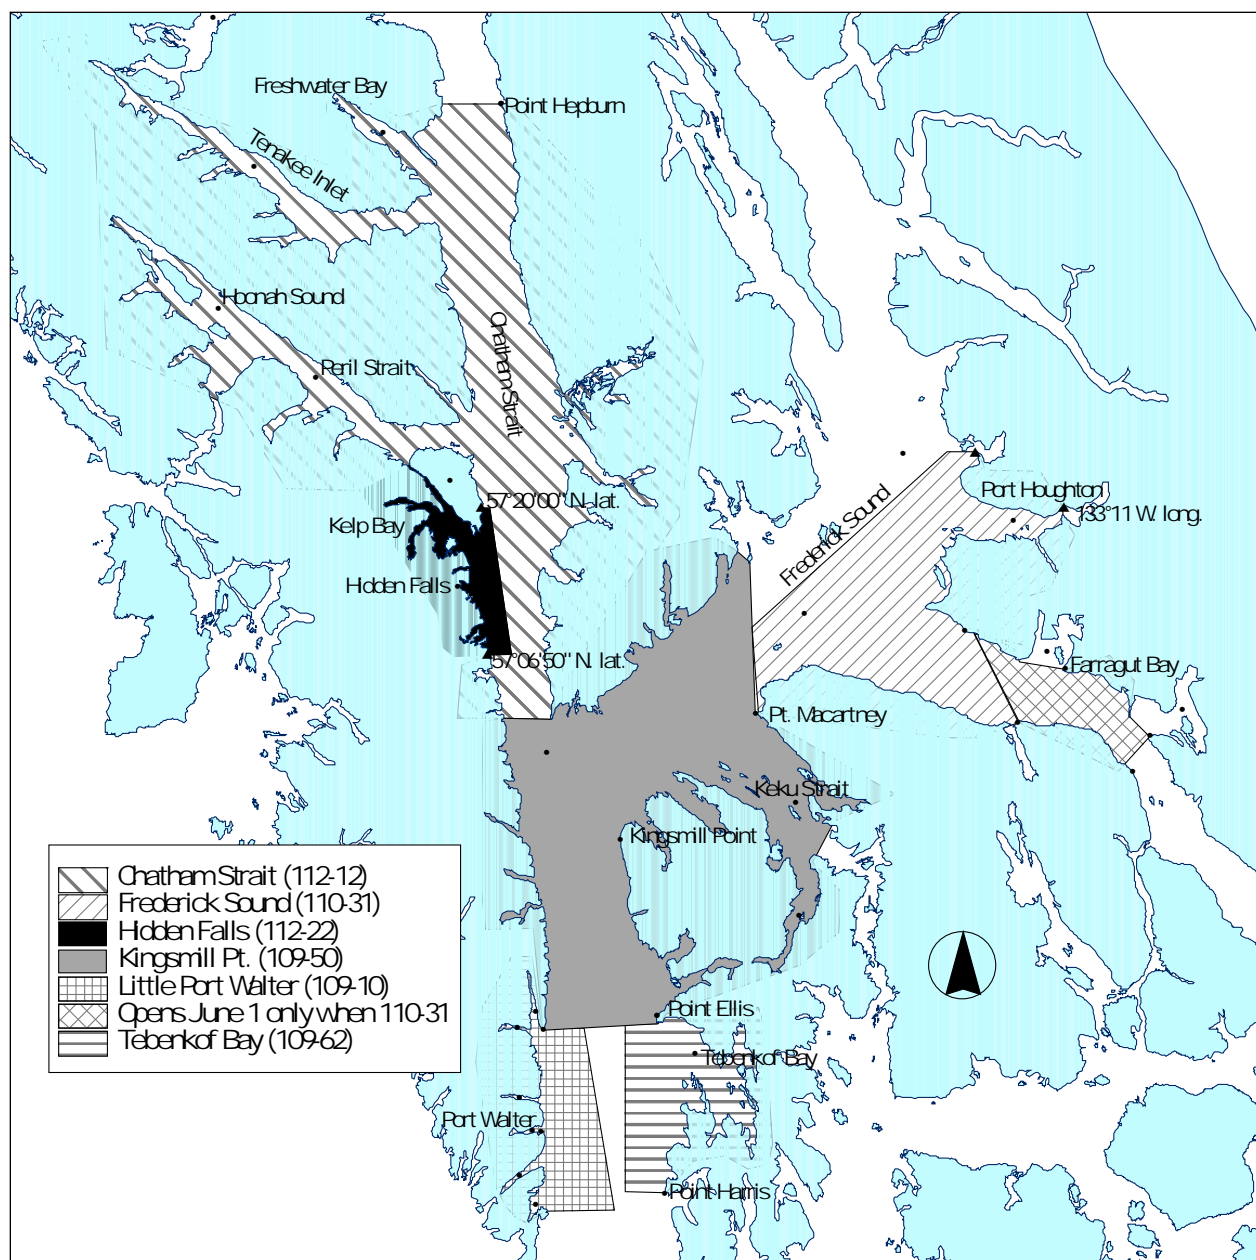 Freshwater Bay
Point Hepburn
Tenakee Inlet
Hoonah Sound
Chatham Strait
Peril Strait
57°20'00" N. lat.
Kelp Bay
Hidden Falls
57°06'50" N. lat.
Frederick Sound
Port Houghton
133°11 W. long.
Farragut Bay
Pt. Macartney
Keku Strait
Kingsmill Point
Chatham Strait (112-12)
Frederick Sound (110-31)
Hidden Falls (112-22)
Kingsmill Pt. (109-50)
Little Port Walter (109-10)
Opens June 1 only when 110-31
Tebenkof Bay (109-62)
Point Ellis
Tebenkof Bay
Port Walter
Point Harris